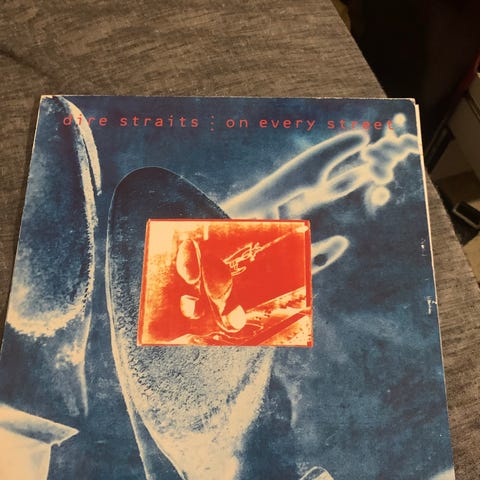 dire straits : on every street